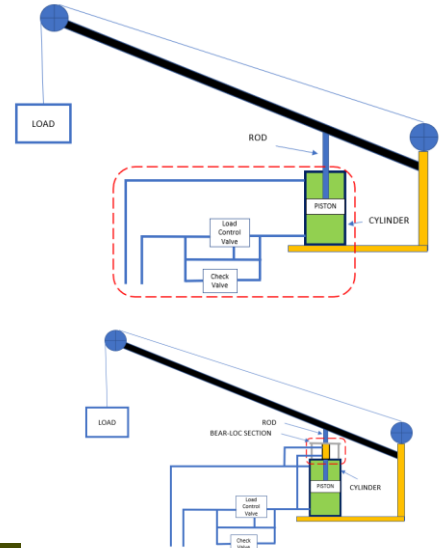 LOAD
ROD
Load
Control
Valve
PISTON
CYLINDER
Check
Valve
LOAD
ROD
BEAR-LOC SECTION
CYLINDER
PISTON
Load
Control
Valve
Check
Valve